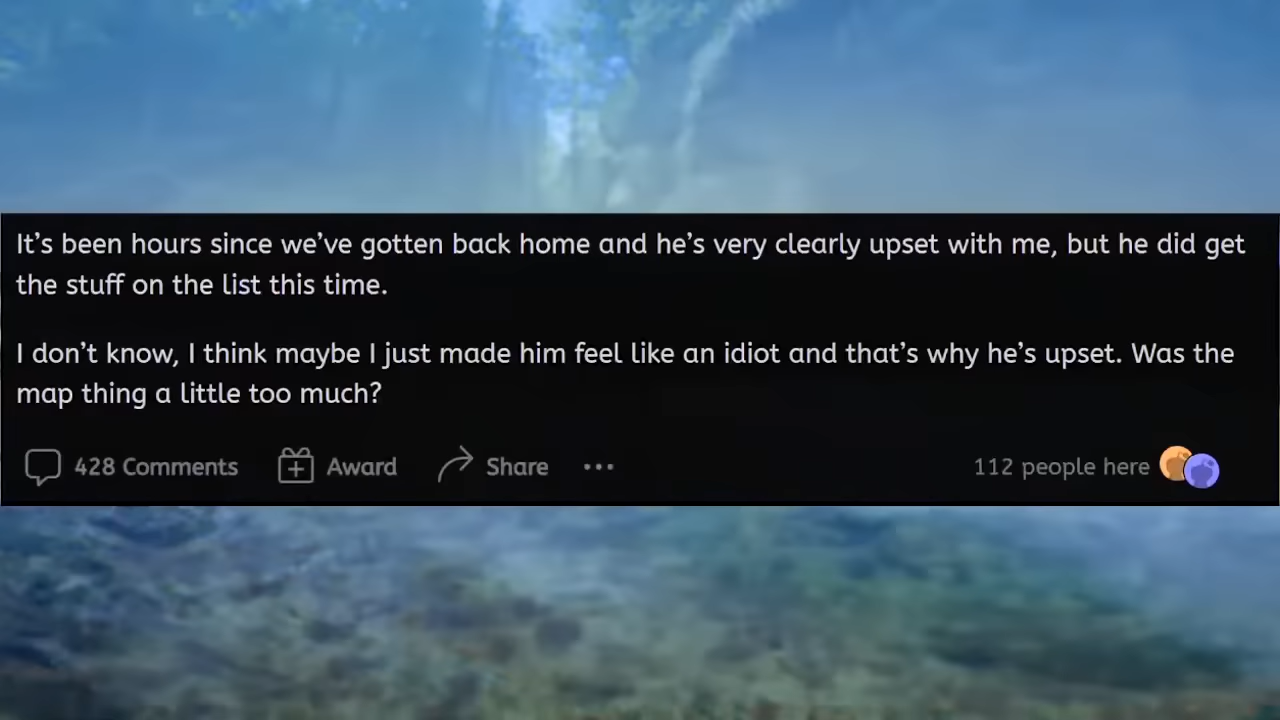 It’s been hours since we’ve gotten back home and he’s very clearly upset with me, but he did get
the stuff on the list this time.
I don’t know, I think maybe I just made him feel like an idiot and that’s why he’s upset. Was the
map thing a little too much?
428 Comments Award Share 112 people here